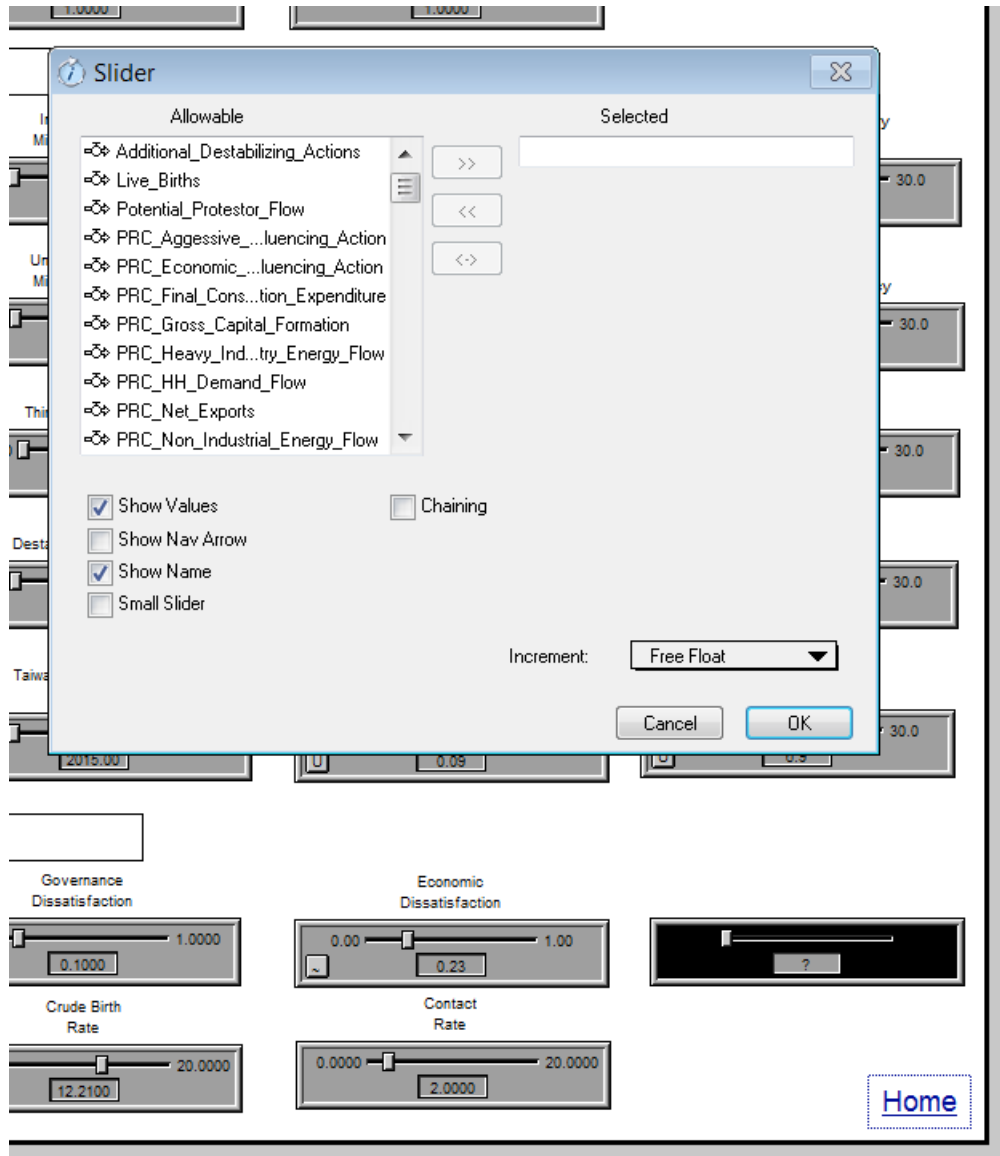 1.0000 1.0000
Slider
Allowable Selected
Additional_Destabilizing_Actions
>>
Live_Births
30.0
Potential_Protestor_Flow
<<
PRC_Aggessive_...luencing_Action
PRC_Economic_...luencing_Action
<->
PRC_Final_Cons...tion_Expenditure
PRC_Gross_Capital_Formation
30.0
PRC_Heavy_Ind...try_Energy_Flow
PRC_HH_Demand_Flow
PRC_Net_Exports
PRC_Non_Industrial_Energy_Flow
30.0
Show Values Chaining
Show Nav Arrow
Show Name
30.0
Small Slider
Increment: Free Float
Cancel OK
30.0
2015.00 U 0.09
Governance
Dissatisfaction
Economic
Dissatisfaction
1.0000
0.1000
0.00 1.00
~ 0.23
?
Crude Birth
Rate
Contact
Rate
20.0000
12.2100
0.0000 20.0000
2.0000
Home